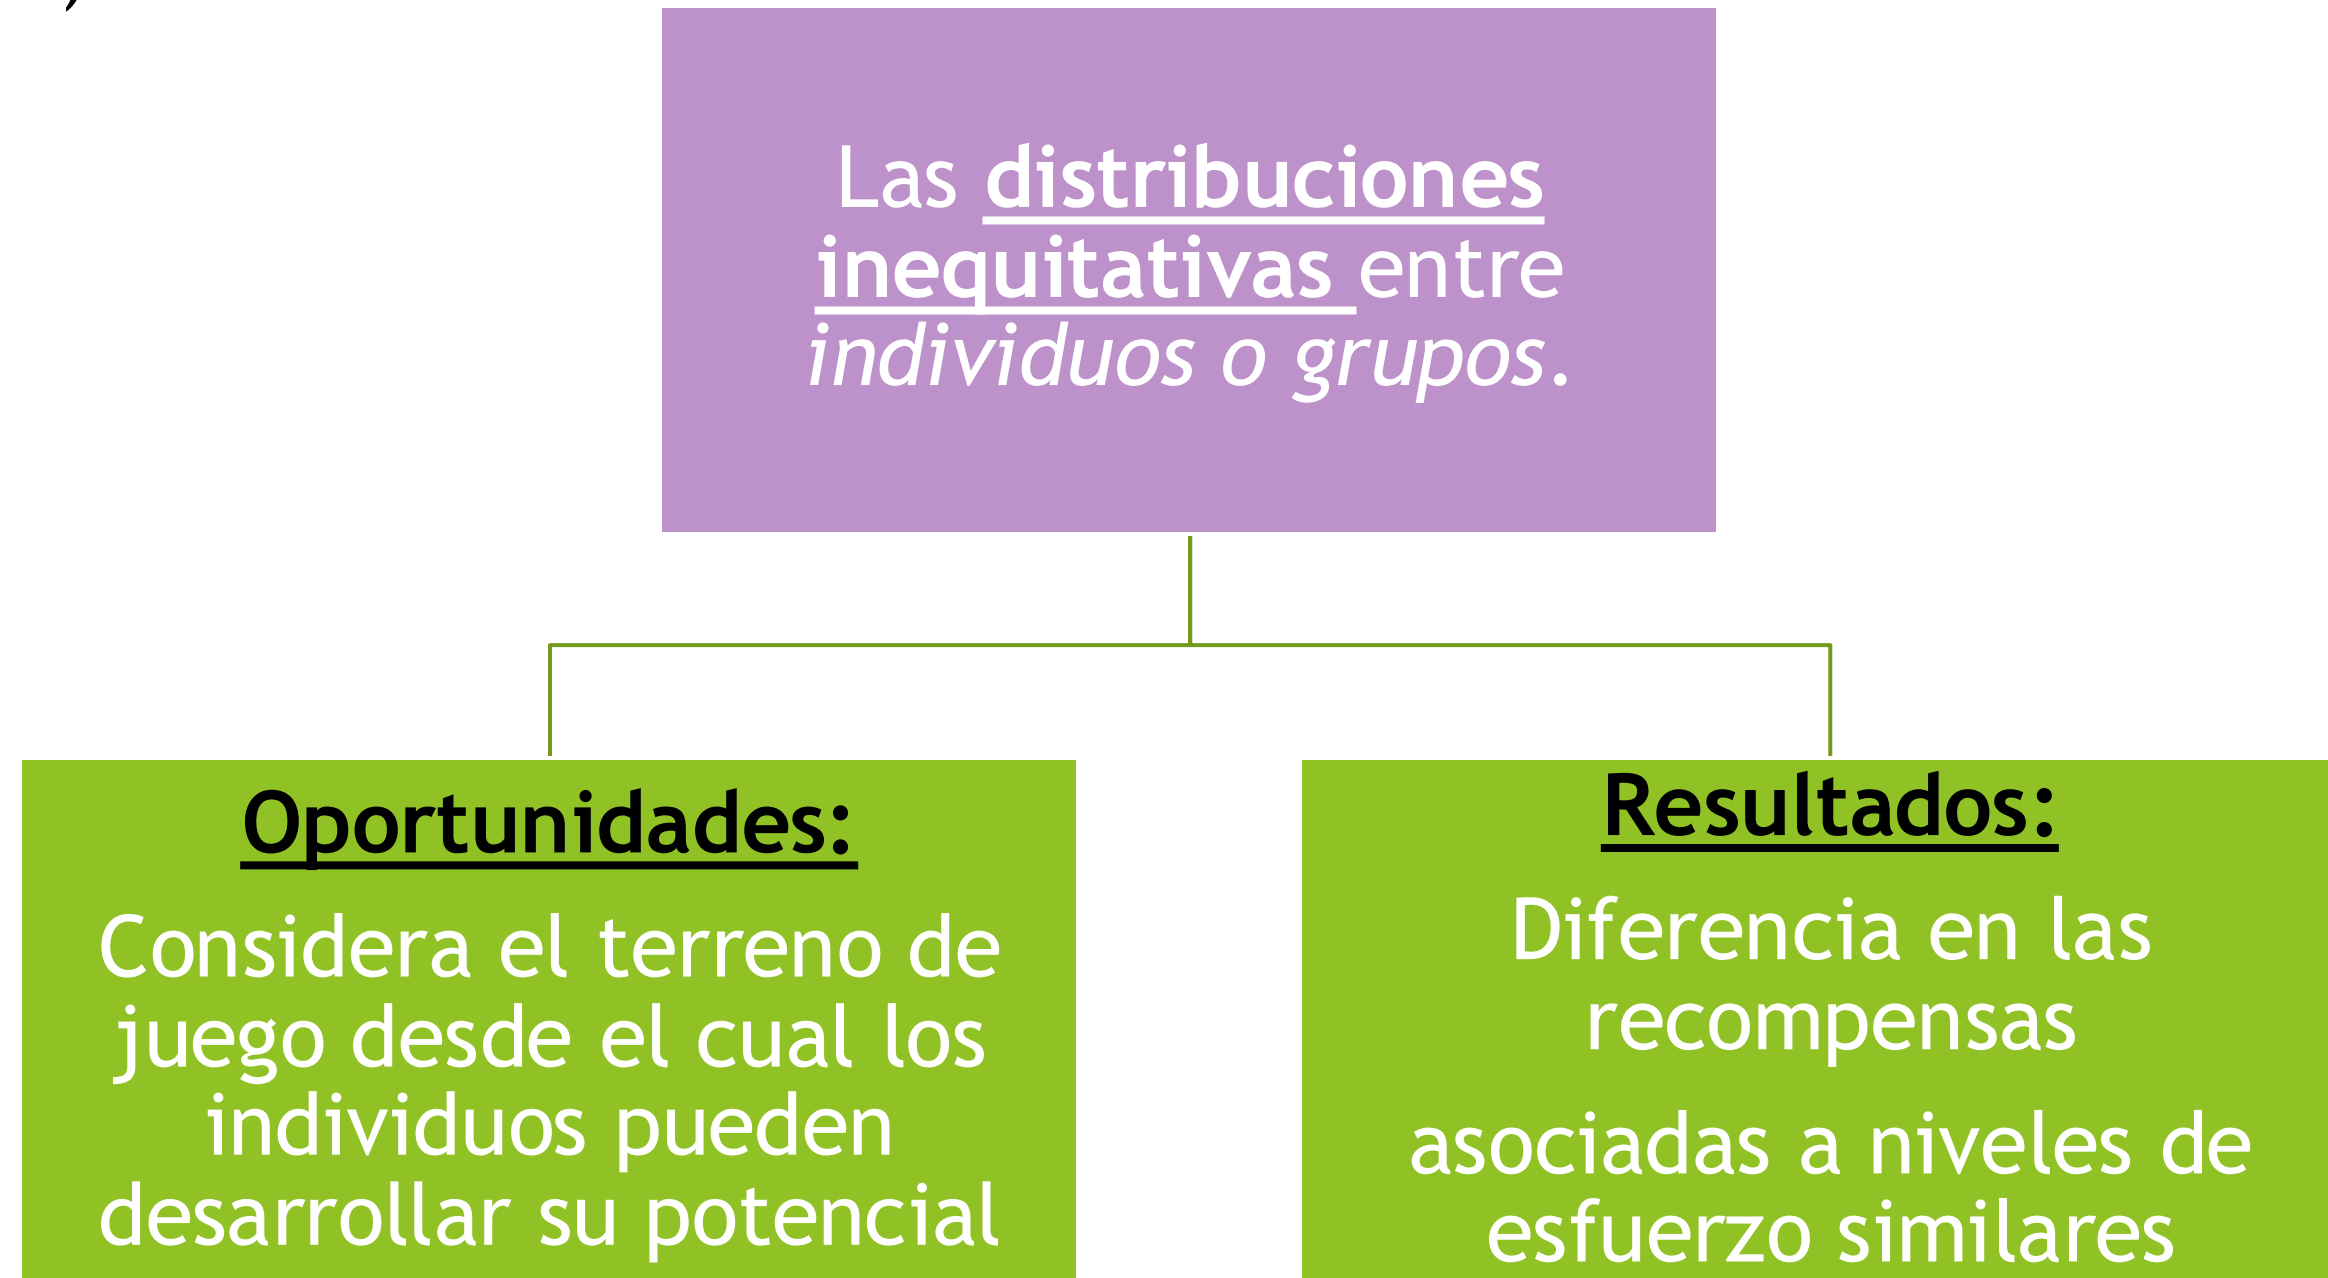 Las distribuciones
inequitativas entre
individuos o grupos.
Oportunidades:
Considera el terreno de
juego desde el cual los
individuos pueden
desarrollar su potencial
Resultados:
Diferencia en las
recompensas
asociadas a niveles de
esfuerzo similares